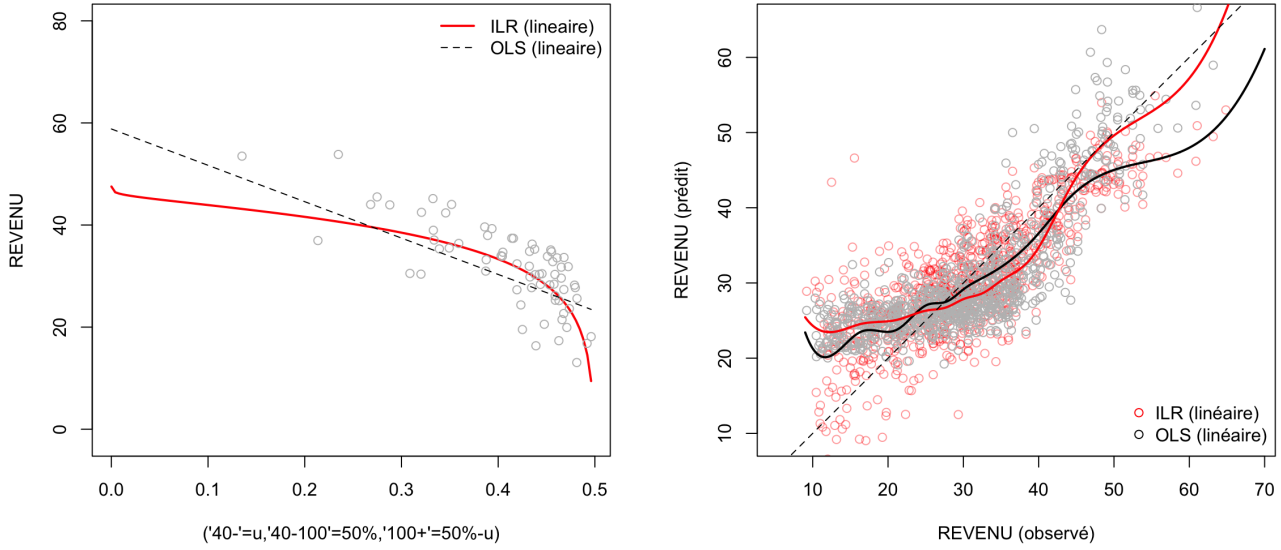 REVENU
80
60
40
20
0
0.0 0.1 0.2 0.3 0.4 0.5
('40-'=u,'40-100'=50%,'100+'=50%-u)
ILR (lineaire)
OLS (lineaire)
REVENU (prédit)
60
50
40
30
20
10
10 20 30 40 50 60 70
REVENU (observé)
ILR (linéaire)
OLS (linéaire)